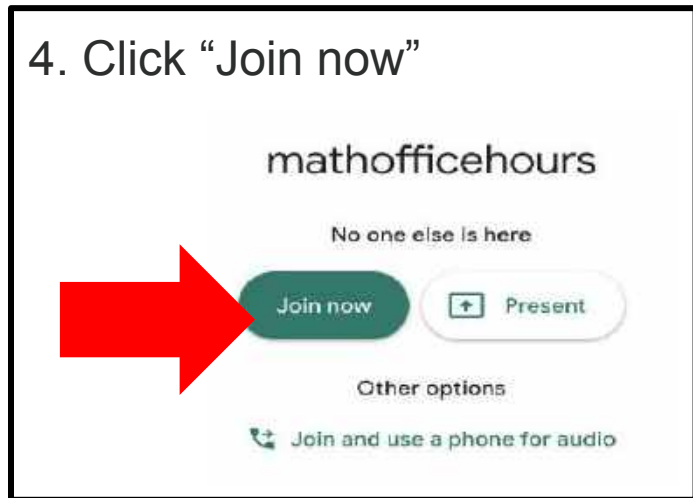 4. Click “Join now”
mathofficehours
No one else is here
Join now
Present
Other options
Join and use a phone for audio